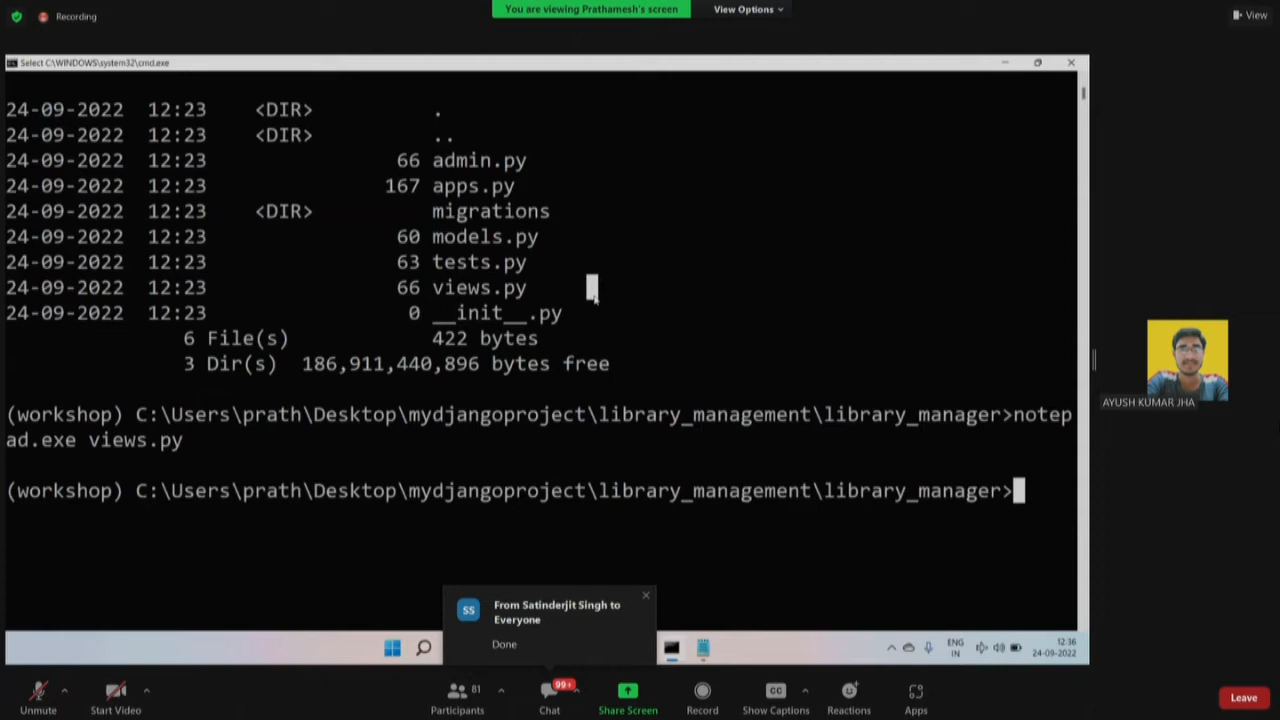 Recording
You are viewing Prathamesh's screen
View Options
View
Select C:\WINDOWS\system32\cmd.exe
24-09-2022 12:23 <DIR> .
24-09-2022 12:23 <DIR> ..
24-09-2022 12:23 66 admin.py
24-09-2022 12:23 167 apps.py
24-09-2022 12:23 <DIR> migrations
24-09-2022 12:23 60 models.py
24-09-2022 12:23 63 tests.py
24-09-2022 12:23 66 views.py
24-09-2022 12:23 0 __init__.py
6 File(s) 422 bytes
3 Dir(s) 186,911,440,896 bytes free
(workshop) C:\Users\prath\Desktop\mydjangoproject\library_management\library_manager>notep
ad.exe views.py
(workshop) C:\Users\prath\Desktop\mydjangoproject\library_management\library_manager>
AYUSH KUMAR JHA
SS
From Satinderjit Singh to
Everyone
Done
ENG
IN
12:36
24-09-2022
Unmute
Start Video
Participants 81
Chat 99+
Share Screen
Record
CC
Show Captions
Reactions
Apps
Leave